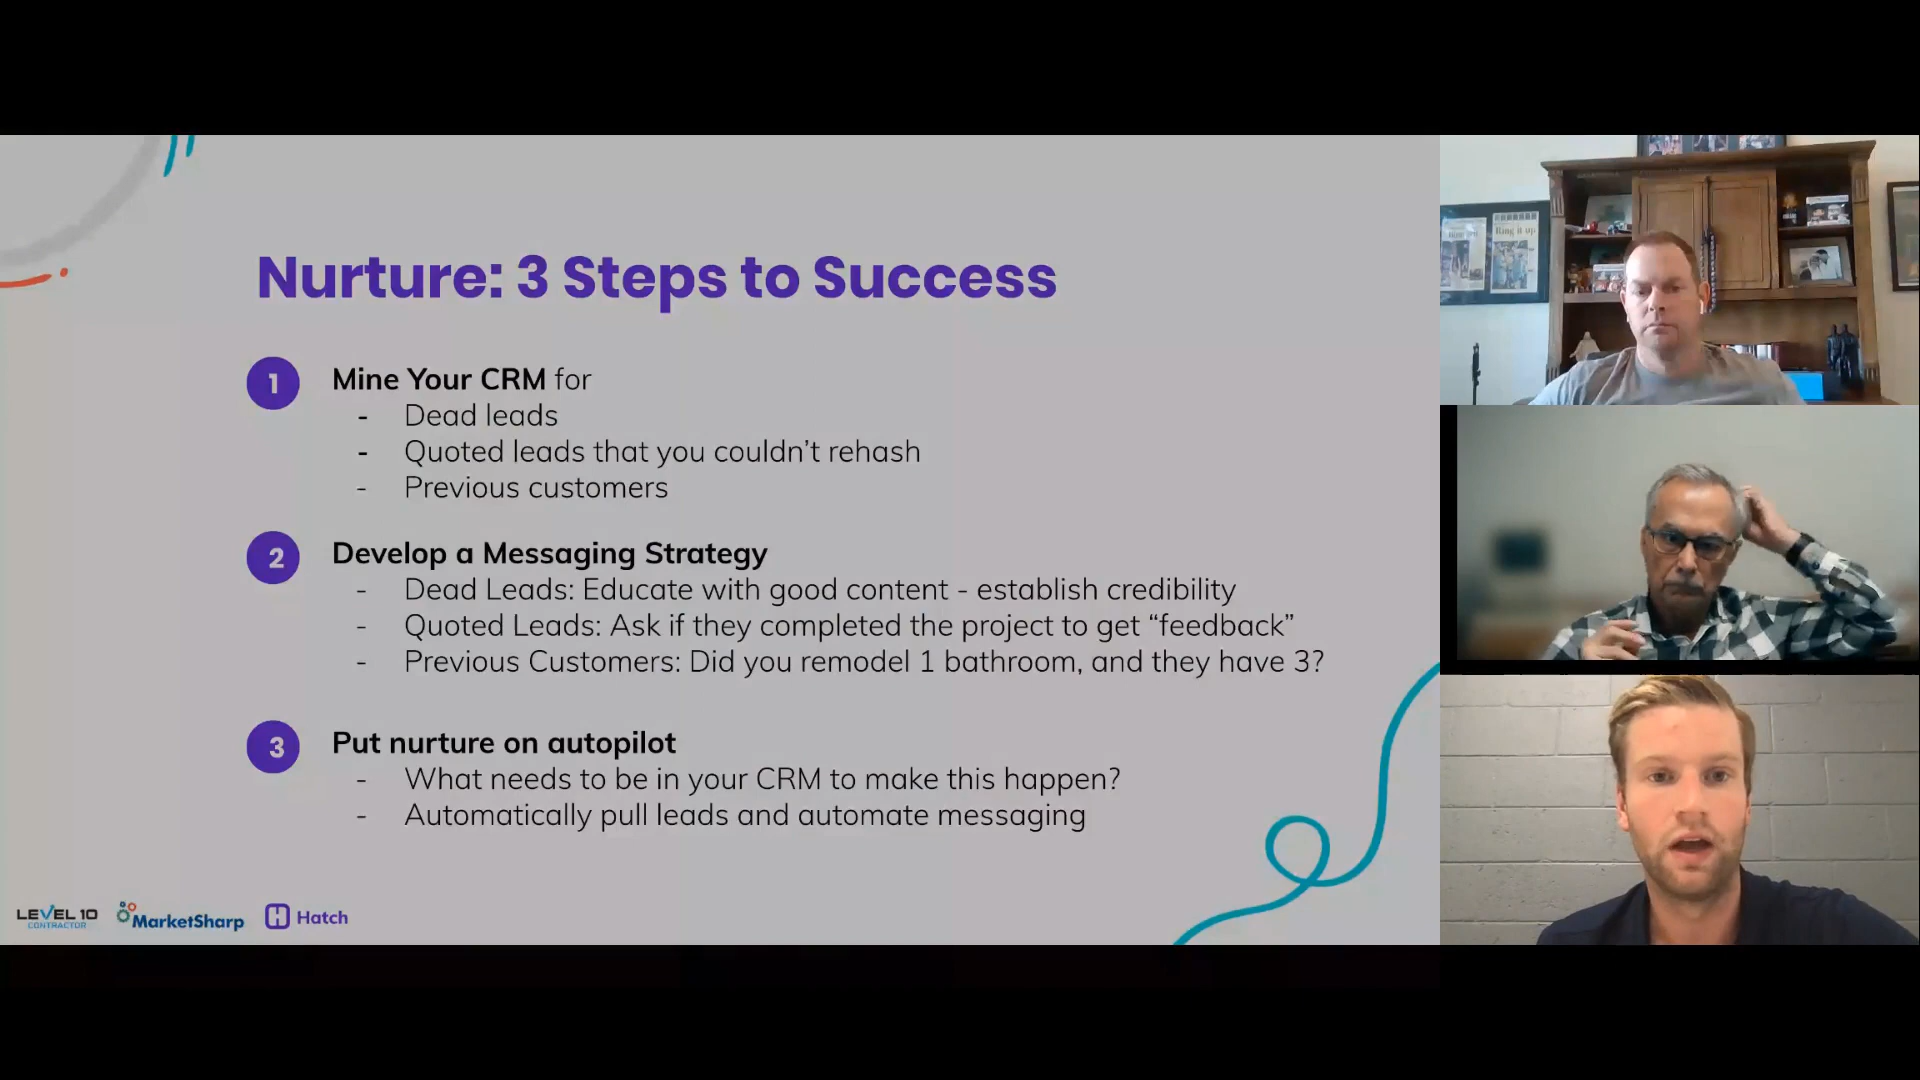 Nurture: 3 Steps to Success
1
Mine Your CRM for
- Dead leads
- Quoted leads that you couldn’t rehash
- Previous customers
2
Develop a Messaging Strategy
- Dead Leads: Educate with good content - establish credibility
- Quoted Leads: Ask if they completed the project to get “feedback”
- Previous Customers: Did you remodel 1 bathroom, and they have 3?
3
Put nurture on autopilot
- What needs to be in your CRM to make this happen?
- Automatically pull leads and automate messaging
LEVEL 10
CONTRACTOR
MarketSharp
Hatch
Ring it up